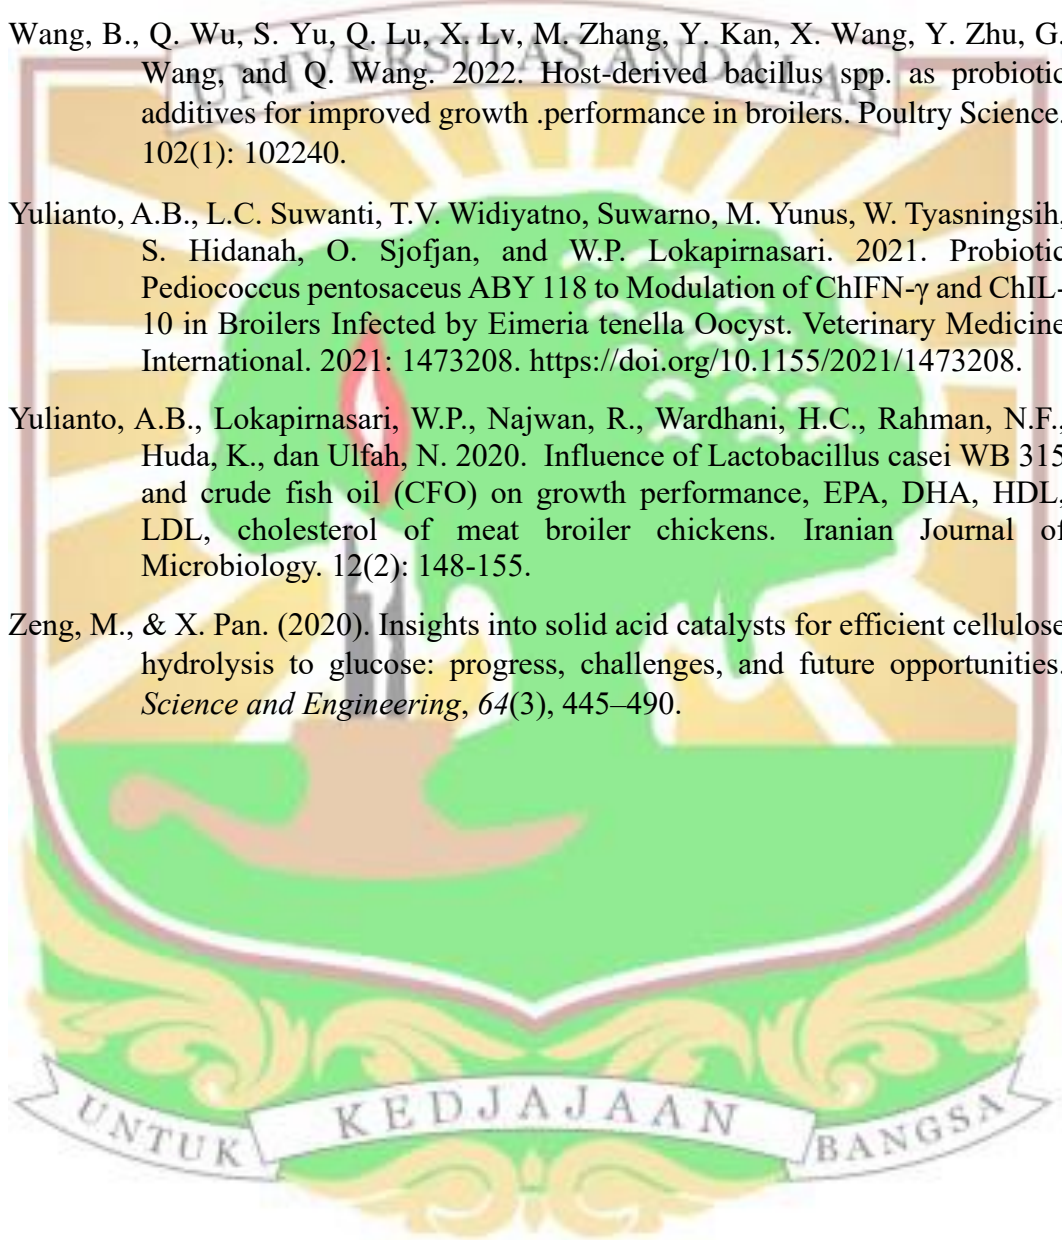 Wang, B., Q. Wu, S. Yu, Q. Lu, X. Lv, M. Zhang, Y. Kan, X. Wang, Y. Zhu, G.
UNIVERSITAS ANDALAS
Wang, and Q. Wang. 2022. Host-derived bacillus spp. as probiotic
additives for improved growth .performance in broilers. Poultry Science.
102(1): 102240.
Yulianto, A.B., L.C. Suwanti, T.V. Widiyatno, Suwarno, M. Yunus, W. Tyasningsih,
S. Hidanah, O. Sjofjan, and W.P. Lokapirnasari. 2021. Probiotic
Pediococcus pentosaceus ABY 118 to Modulation of ChIFN-γ and ChIL-
10 in Broilers Infected by Eimeria tenella Oocyst. Veterinary Medicine
International. 2021: 1473208. https://doi.org/10.1155/2021/1473208.
Yulianto, A.B., Lokapirnasari, W.P., Najwan, R., Wardhani, H.C., Rahman, N.F.,
Huda, K., dan Ulfah, N. 2020. Influence of Lactobacillus casei WB 315
and crude fish oil (CFO) on growth performance, EPA, DHA, HDL,
LDL, cholesterol of meat broiler chickens. Iranian Journal of
Microbiology. 12(2): 148-155.
Zeng, M., & X. Pan. (2020). Insights into solid acid catalysts for efficient cellulose
hydrolysis to glucose: progress, challenges, and future opportunities.
Science and Engineering, 64(3), 445–490.
UNTUK KEDJAJAAN BANGSA